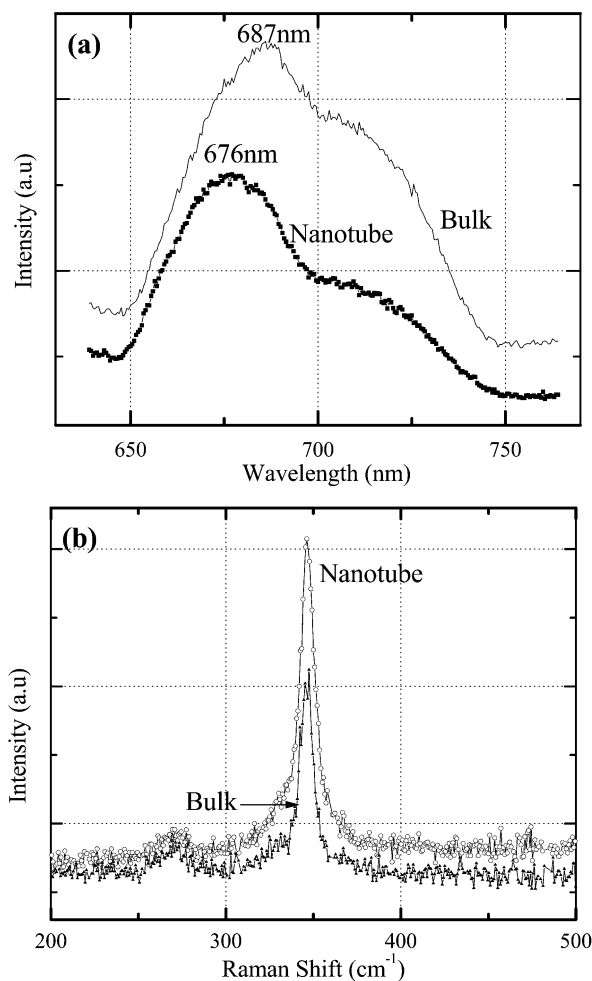 (a)
687nm
676nm
Nanotube
Bulk
Intensity (a.u)
650
700
750
Wavelength (nm)
(b)
Nanotube
Bulk
Intensity (a.u)
200
300
400
500
Raman Shift (cm⁻¹)